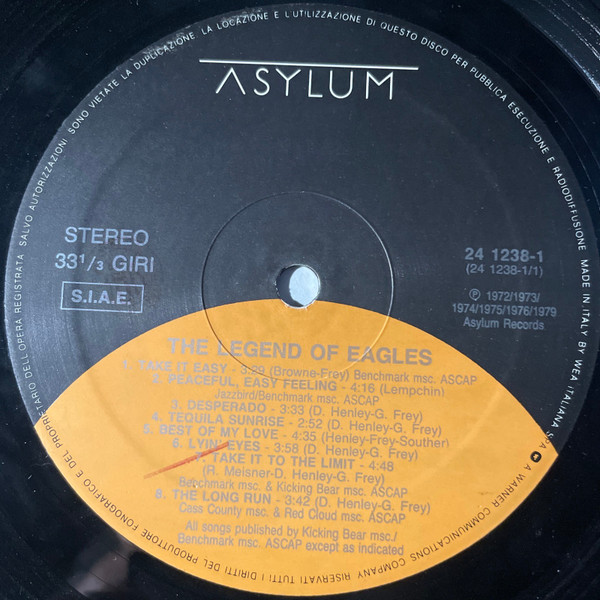 ASYLUM
PROPRIETARIO DELL'OPERA REGISTRATA SALVO AUTORIZZAZIONI SONO VIETATE LA DUPLICAZIONE LA LOCAZIONE E L'UTILIZZAZIONE DI QUESTO DISCO PER PUBBLICA ESECUZIONE E RADIODIFFUSIONE MADE IN ITALY BY WEA ITALIANA SPA
STEREO
33¹/₃ GIRI
S.I.A.E.
24 1238-1
(24 1238-1/1)
℗ 1972/1973/
1974/1975/1976/1979
Asylum Records
THE LEGEND OF EAGLES
1. TAKE IT EASY - 3:29 (Browne-Frey) Benchmark msc. ASCAP
2. PEACEFUL, EASY FEELING - 4:16 (Lempchin)
Jazzbird/Benchmark msc. ASCAP
3. DESPERADO - 3:33 (D. Henley-G. Frey)
4. TEQUILA SUNRISE - 2:52 (D. Henley-G. Frey)
5. BEST OF MY LOVE - 4:35 (Henley-Frey-Souther)
6. LYIN' EYES - 3:58 (D. Henley-G. Frey)
7. TAKE IT TO THE LIMIT - 4:48
(R. Meisner-D. Henley-G. Frey)
Benchmark msc. & Kicking Bear msc. ASCAP
8. THE LONG RUN - 3:42 (D. Henley-G. Frey)
Cass County msc. & Red Cloud msc. ASCAP
All songs published by Kicking Bear msc./
Benchmark msc. ASCAP except as indicated
A WARNER COMMUNICATIONS COMPANY RISERVATI TUTTI I DIRITTI DEL PRODUTTORE FONOGRAFICO E DEL